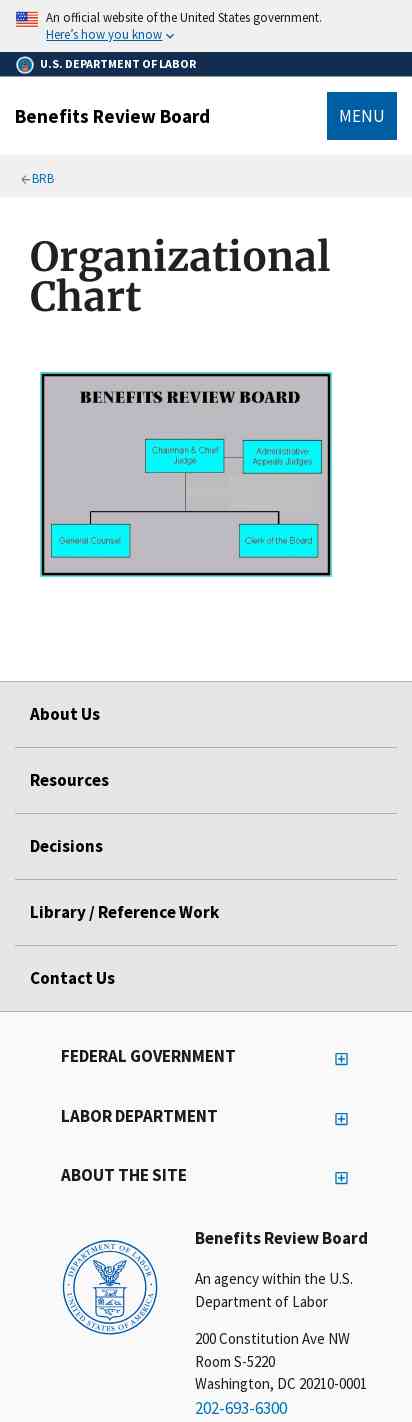 An official website of the United States government.
Here's how you know
U.S. DEPARTMENT OF LABOR
Benefits Review Board
MENU
BRB
Organizational
Chart
BENEFITS REVIEW BOARD
Chairman & Chief
Judge
Administrative
Appeals Judges
General Counsel
Clerk of the Board
About Us
Resources
Decisions
Library / Reference Work
Contact Us
FEDERAL GOVERNMENT
LABOR DEPARTMENT
ABOUT THE SITE
DEPARTMENT OF LABOR
UNITED STATES OF AMERICA
Benefits Review Board
An agency within the U.S.
Department of Labor
200 Constitution Ave NW
Room S-5220
Washington, DC 20210-0001
202-693-6300